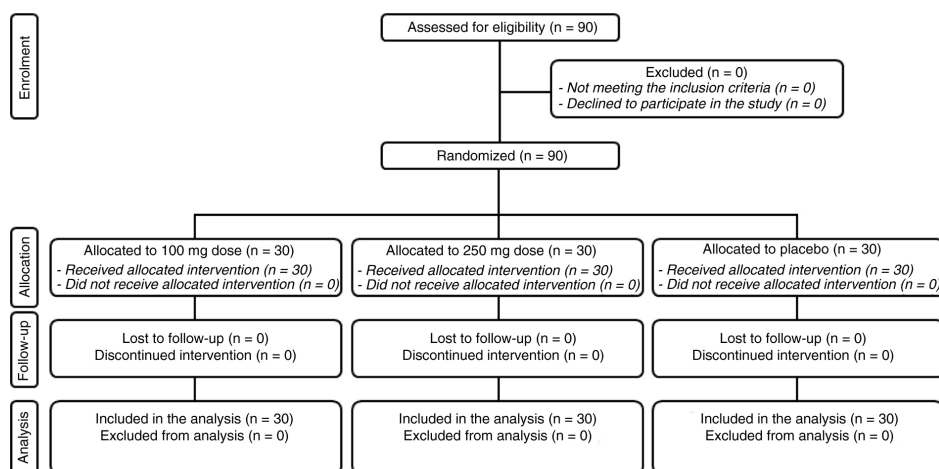 Enrolment
Assessed for eligibility (n = 90)
Excluded (n = 0)
- Not meeting the inclusion criteria (n = 0)
- Declined to participate in the study (n = 0)
Randomized (n = 90)
Allocation
Allocated to 100 mg dose (n = 30)
- Received allocated intervention (n = 30)
- Did not receive allocated intervention (n = 0)
Allocated to 250 mg dose (n = 30)
- Received allocated intervention (n = 30)
- Did not receive allocated intervention (n = 0)
Allocated to placebo (n = 30)
- Received allocated intervention (n = 30)
- Did not receive allocated intervention (n = 0)
Follow-up
Lost to follow-up (n = 0)
Discontinued intervention (n = 0)
Lost to follow-up (n = 0)
Discontinued intervention (n = 0)
Lost to follow-up (n = 0)
Discontinued intervention (n = 0)
Analysis
Included in the analysis (n = 30)
Excluded from analysis (n = 0)
Included in the analysis (n = 30)
Excluded from analysis (n = 0)
Included in the analysis (n = 30)
Excluded from analysis (n = 0)